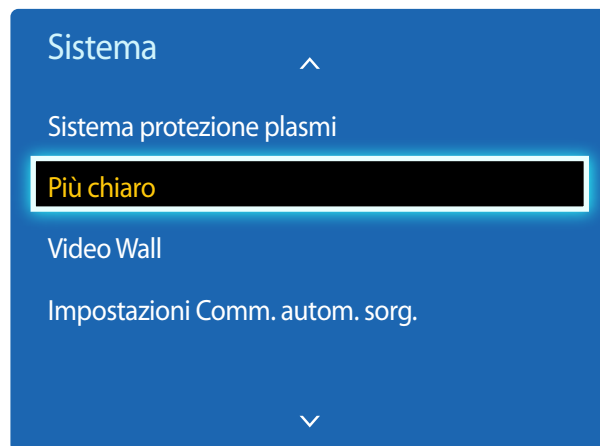 Sistema
Sistema protezione plasmi
Più chiaro
Video Wall
Impostazioni Comm. autom. sorg.